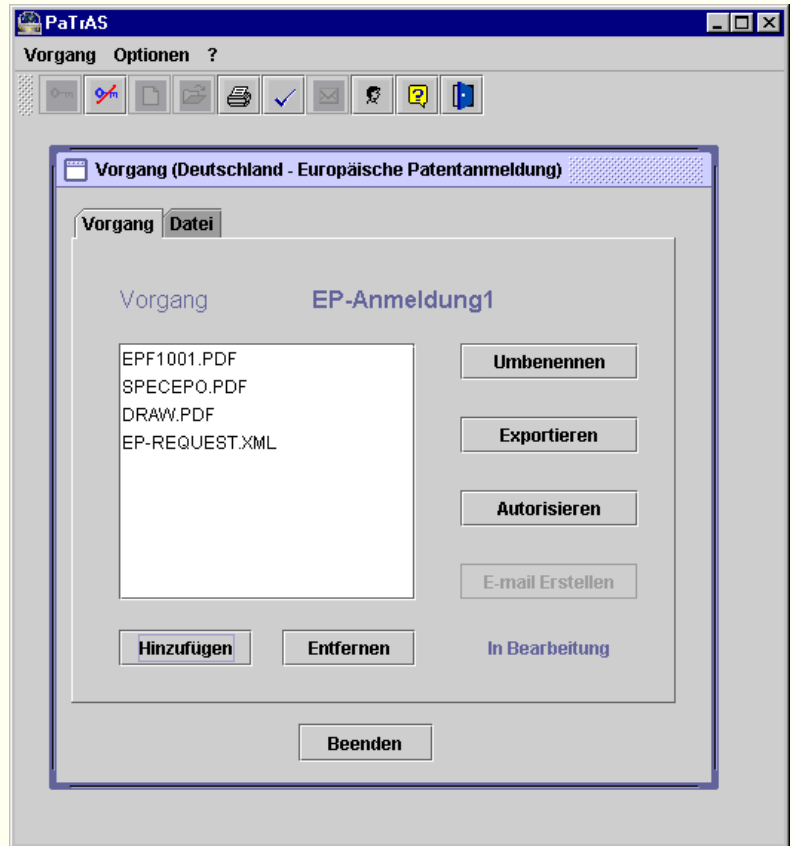 PaTrAS
Vorgang Optionen ?
Vorgang (Deutschland - Europäische Patentanmeldung)
Vorgang Datei
Vorgang EP-Anmeldung1
EPF1001.PDF
SPECEPO.PDF
DRAW.PDF
EP-REQUEST.XML
Umbenennen
Exportieren
Autorisieren
E-mail Erstellen
Hinzufügen Entfernen In Bearbeitung
Beenden